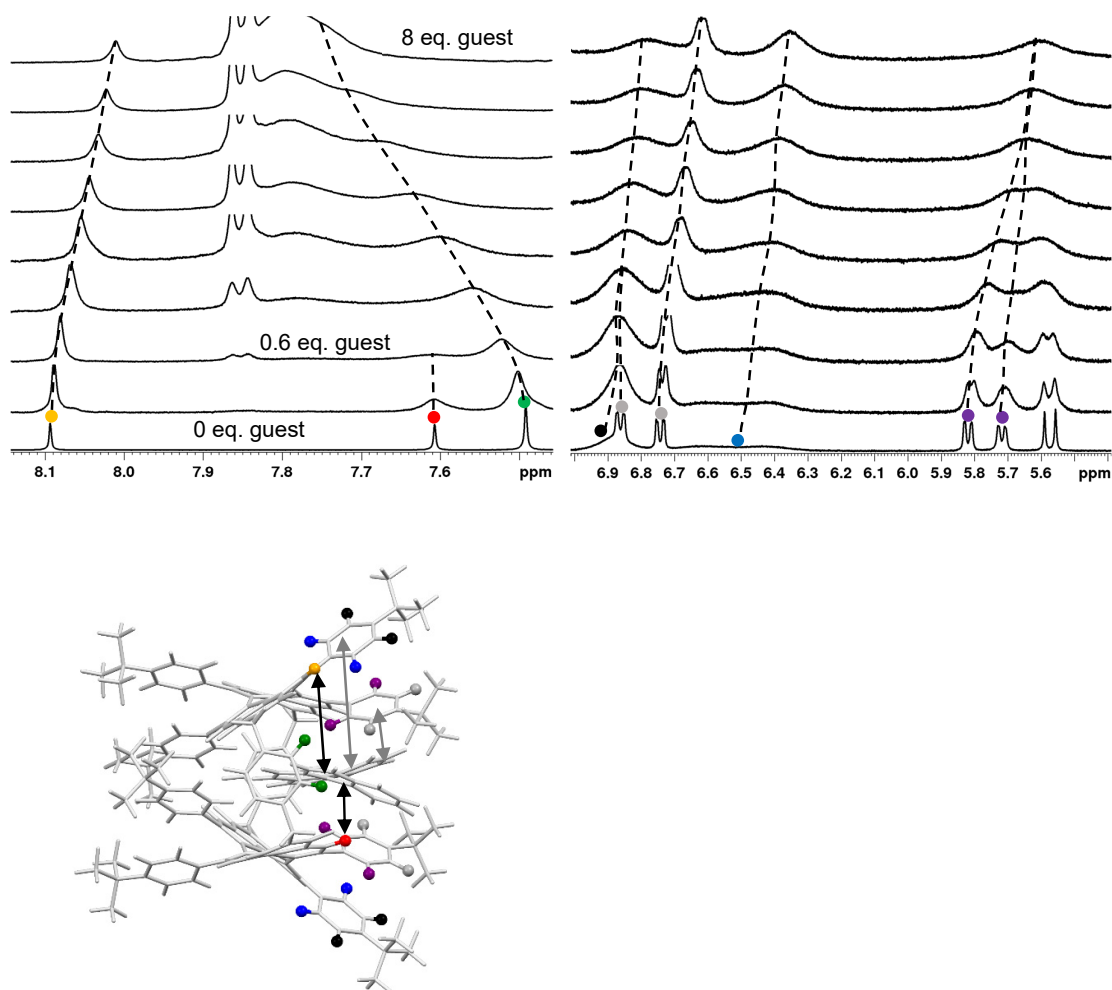 8 eq. guest
0.6 eq. guest
0 eq. guest
8.1 8.0 7.9 7.8 7.7 7.6 ppm
6.9 6.8 6.7 6.6 6.5 6.4 6.3 6.2 6.1 6.0 5.9 5.8 5.7 5.6 ppm